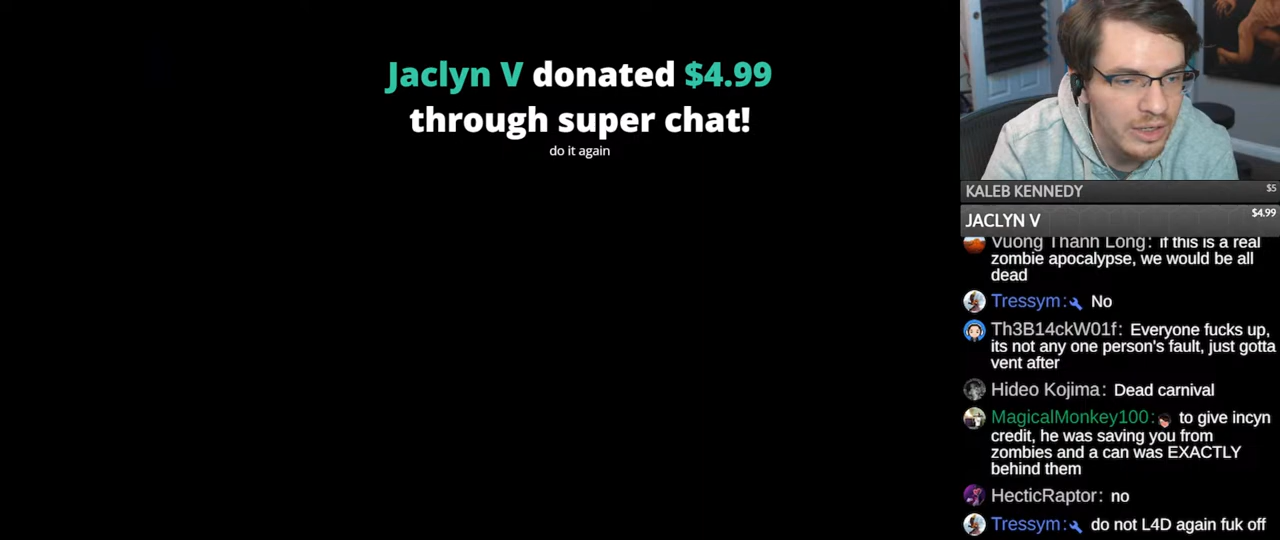 Jaclyn V donated $4.99
through super chat!
do it again
KALEB KENNEDY $5
JACLYN V $4.99
Vuong Thanh Long: if this is a real
zombie apocalypse, we would be all
dead
Tressym: No
Th3B14ckW01f: Everyone fucks up,
its not any one person's fault, just gotta
vent after
Hideo Kojima: Dead carnival
MagicalMonkey100: to give incyn
credit, he was saving you from
zombies and a can was EXACTLY
behind them
HecticRaptor: no
Tressym: do not L4D again fuk off